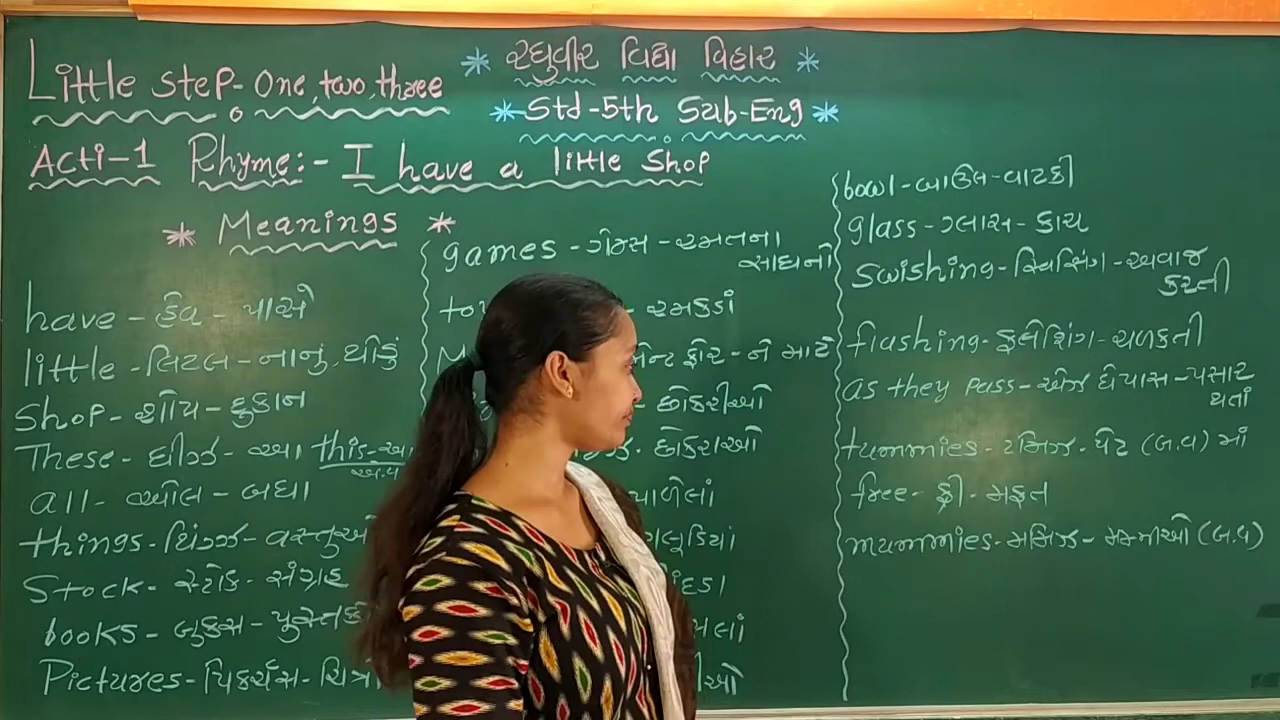 Little step- one, two, three
* રઘુવીર વિદ્યા વિહાર *
* Std-5th Sub-Eng *
Acti-1 Rhyme:- I have a little Shop
* Meanings *
have - હેવ - પાસે
little - લિટલ - નાનું, થોડું
Shop - શોપ - દુકાન
These - ધીઝ - આ this - આ
એ.વ
all - ઓલ - બધા
things - થિંગ્ઝ - વસ્તુઓ
Stock - સ્ટોક - સંગ્રહ
books - બુક્સ - પુસ્તકો
Pictures - પિક્ચર્સ - ચિત્રો
games - ગેમ્સ - રમતના
સાધનો
- રમકડાં
ફોર - ને માટે
- છોકરીઓ
- છોકરાઓ
bowl - બાઉલ - વાટકી
glass - ગ્લાસ - કાચ
swishing - સ્વિસિંગ - અવાજ
કરતી
flashing - ફ્લેશિંગ - ચળકતી
as they pass - એઝ ધેપાસ - પસાર
થતાં
tummies - ટમિઝ - પેટ (બ.વ) માં
free - ફ્રી - મફત
mummies - મમિઝ - મમ્મીઓ (બ.વ)